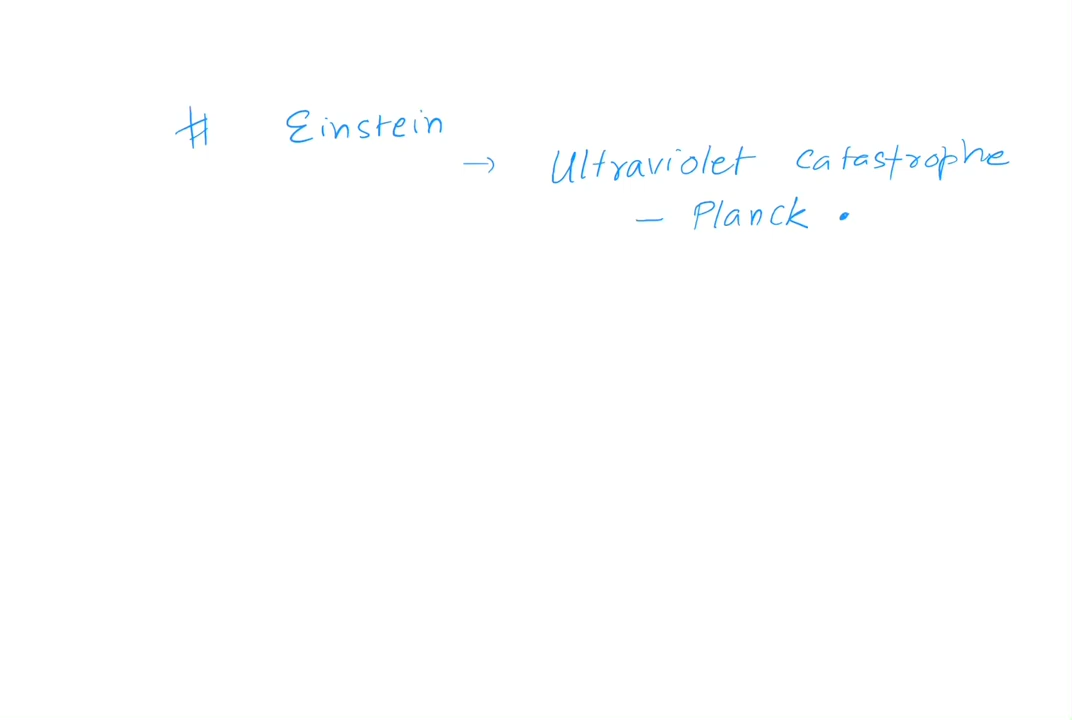 # Einstein
→ Ultraviolet catastrophe
– Planck •